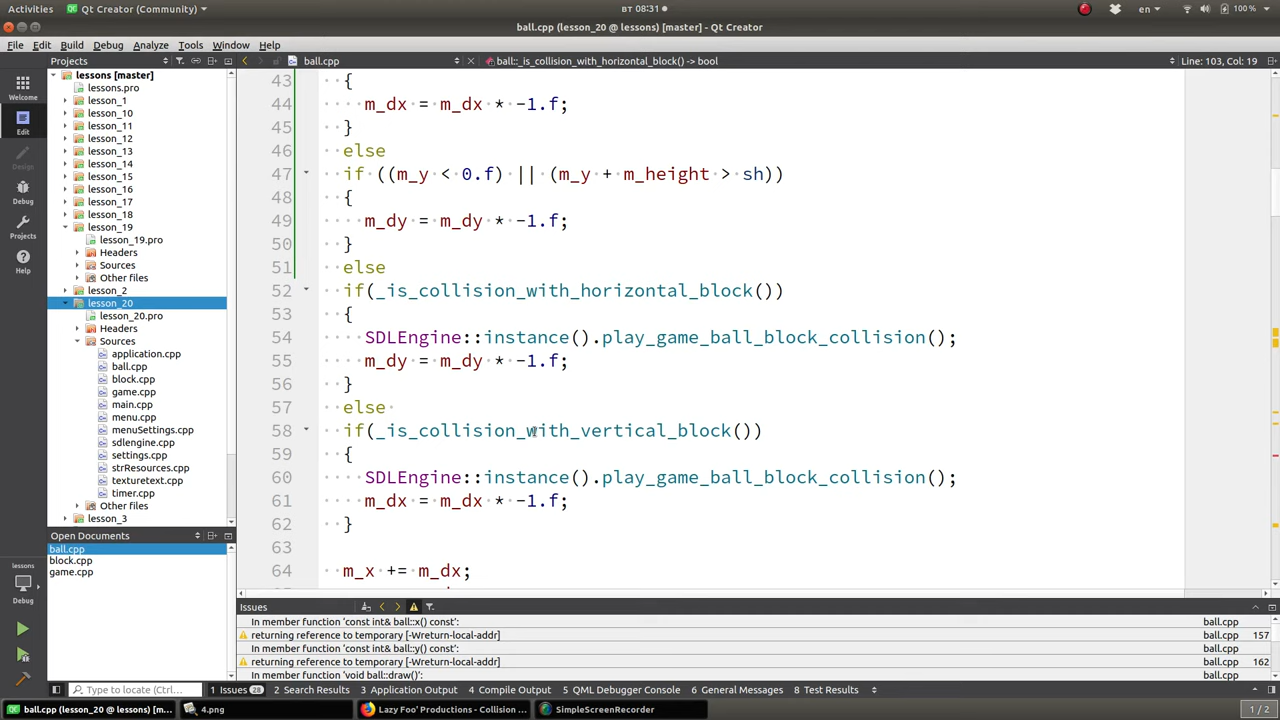 Activities Qt Creator (Community) ВТ 08:31 en 100 %
ball.cpp (lesson_20 @ lessons) [master] - Qt Creator
File Edit Build Debug Analyze Tools Window Help
Projects ball.cpp ball::_is_collision_with_horizontal_block() -> bool Line: 103, Col: 19
Welcome
Edit
Design
Debug
Projects
Help
lessons
Debug
lessons [master]
lessons.pro
lesson_1
lesson_10
lesson_11
lesson_12
lesson_13
lesson_14
lesson_15
lesson_16
lesson_17
lesson_18
lesson_19
lesson_19.pro
Headers
Sources
Other files
lesson_2
lesson_20
lesson_20.pro
Headers
Sources
application.cpp
ball.cpp
block.cpp
game.cpp
main.cpp
menu.cpp
menuSettings.cpp
sdlengine.cpp
settings.cpp
strResources.cpp
texturetext.cpp
timer.cpp
Other files
lesson_3
Open Documents
ball.cpp
block.cpp
game.cpp
43 {
44 m_dx = m_dx * -1.f;
45 }
46 else
47 if ((m_y < 0.f) || (m_y + m_height > sh))
48 {
49 m_dy = m_dy * -1.f;
50 }
51 else
52 if(_is_collision_with_horizontal_block())
53 {
54 SDLEngine::instance().play_game_ball_block_collision();
55 m_dy = m_dy * -1.f;
56 }
57 else
58 if(_is_collision_with_vertical_block())
59 {
60 SDLEngine::instance().play_game_ball_block_collision();
61 m_dx = m_dx * -1.f;
62 }
63
64 m_x += m_dx;
Issues
In member function 'const int& ball::x() const': ball.cpp
returning reference to temporary [-Wreturn-local-addr] ball.cpp 157
In member function 'const int& ball::y() const': ball.cpp
returning reference to temporary [-Wreturn-local-addr] ball.cpp 162
In member function 'void ball::draw()': ball.cpp
Type to locate (Ctrl+... 1 Issues 28 2 Search Results 3 Application Output 4 Compile Output 5 QML Debugger Console 6 General Messages 8 Test Results
ball.cpp (lesson_20 @ lessons) [m... 4.png Lazy Foo' Productions - Collision ... SimpleScreenRecorder 1 / 2